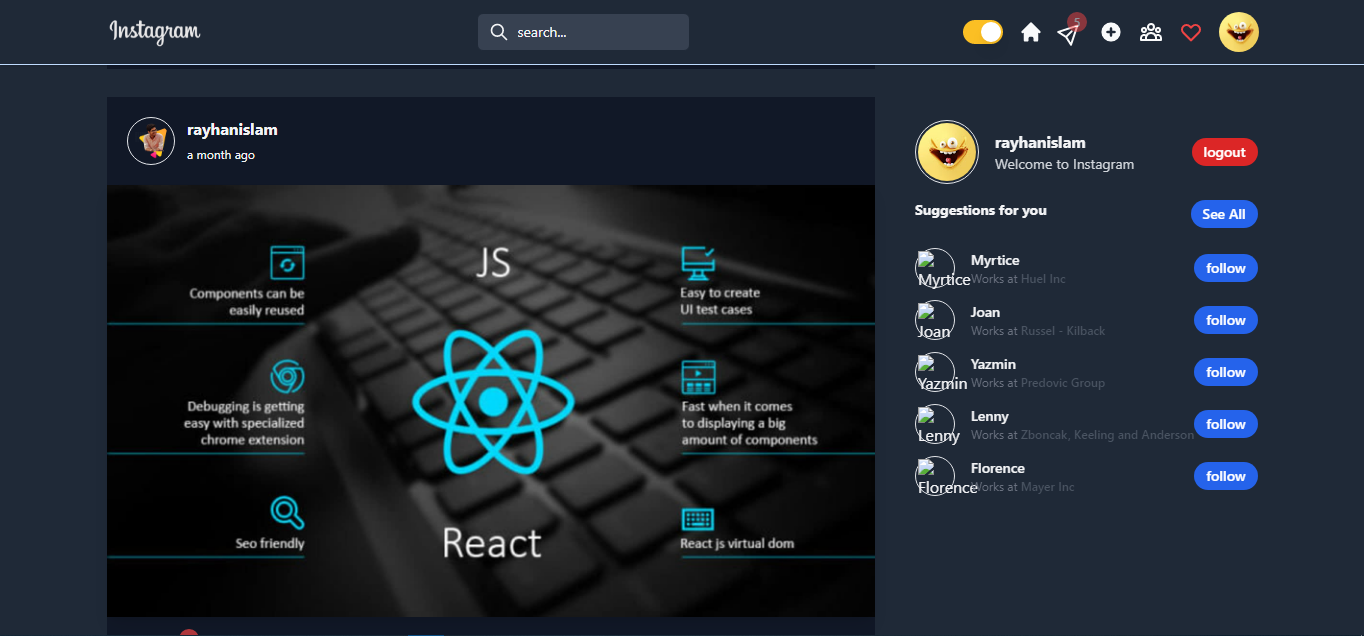 Instagram
search...
5
rayhanislam
a month ago
JS
Components can be
easily reused
Easy to create
UI test cases
Debugging is getting
easy with specialized
chrome extension
Fast when it comes
to displaying a big
amount of components
Seo friendly
React
React js virtual dom
rayhanislam
Welcome to Instagram
logout
Suggestions for you
See All
Myrtice
Myrtice
Works at Huel Inc
follow
Joan
Joan
Works at Russel - Kilback
follow
Yazmin
Yazmin
Works at Predovic Group
follow
Lenny
Lenny
Works at Zboncak, Keeling and Anderson
follow
Florence
Florence
Works at Mayer Inc
follow